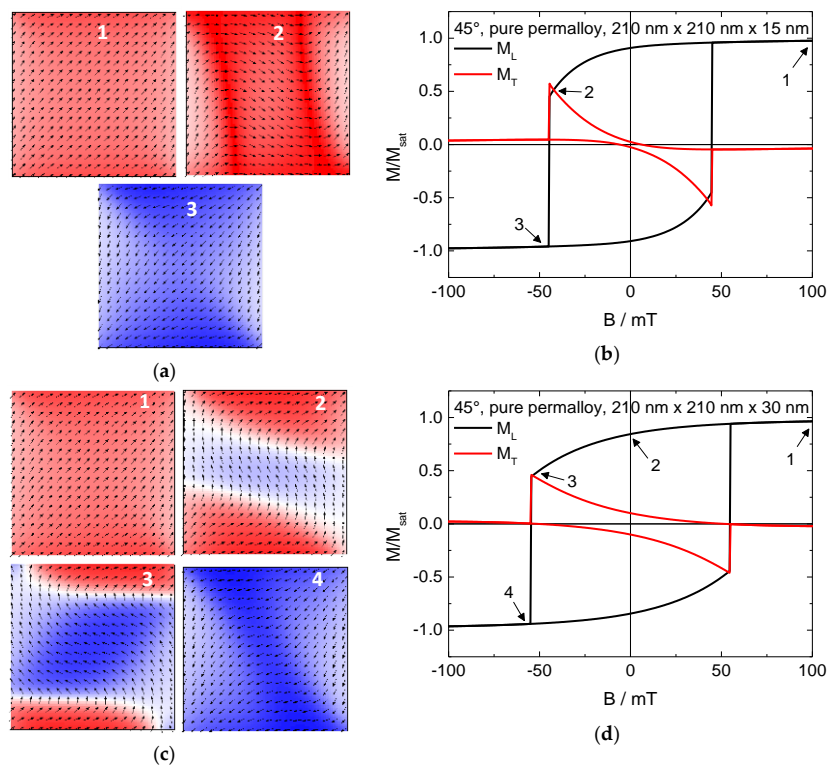 1
2
3
(a)
45°, pure permalloy, 210 nm x 210 nm x 15 nm
M_L
M_T
1
2
3
M/M_sat
1.0
0.5
0.0
-0.5
-1.0
-100 -50 0 50 100
B / mT
(b)
1
2
3
4
(c)
45°, pure permalloy, 210 nm x 210 nm x 30 nm
M_L
M_T
1
2
3
4
M/M_sat
1.0
0.5
0.0
-0.5
-1.0
-100 -50 0 50 100
B / mT
(d)